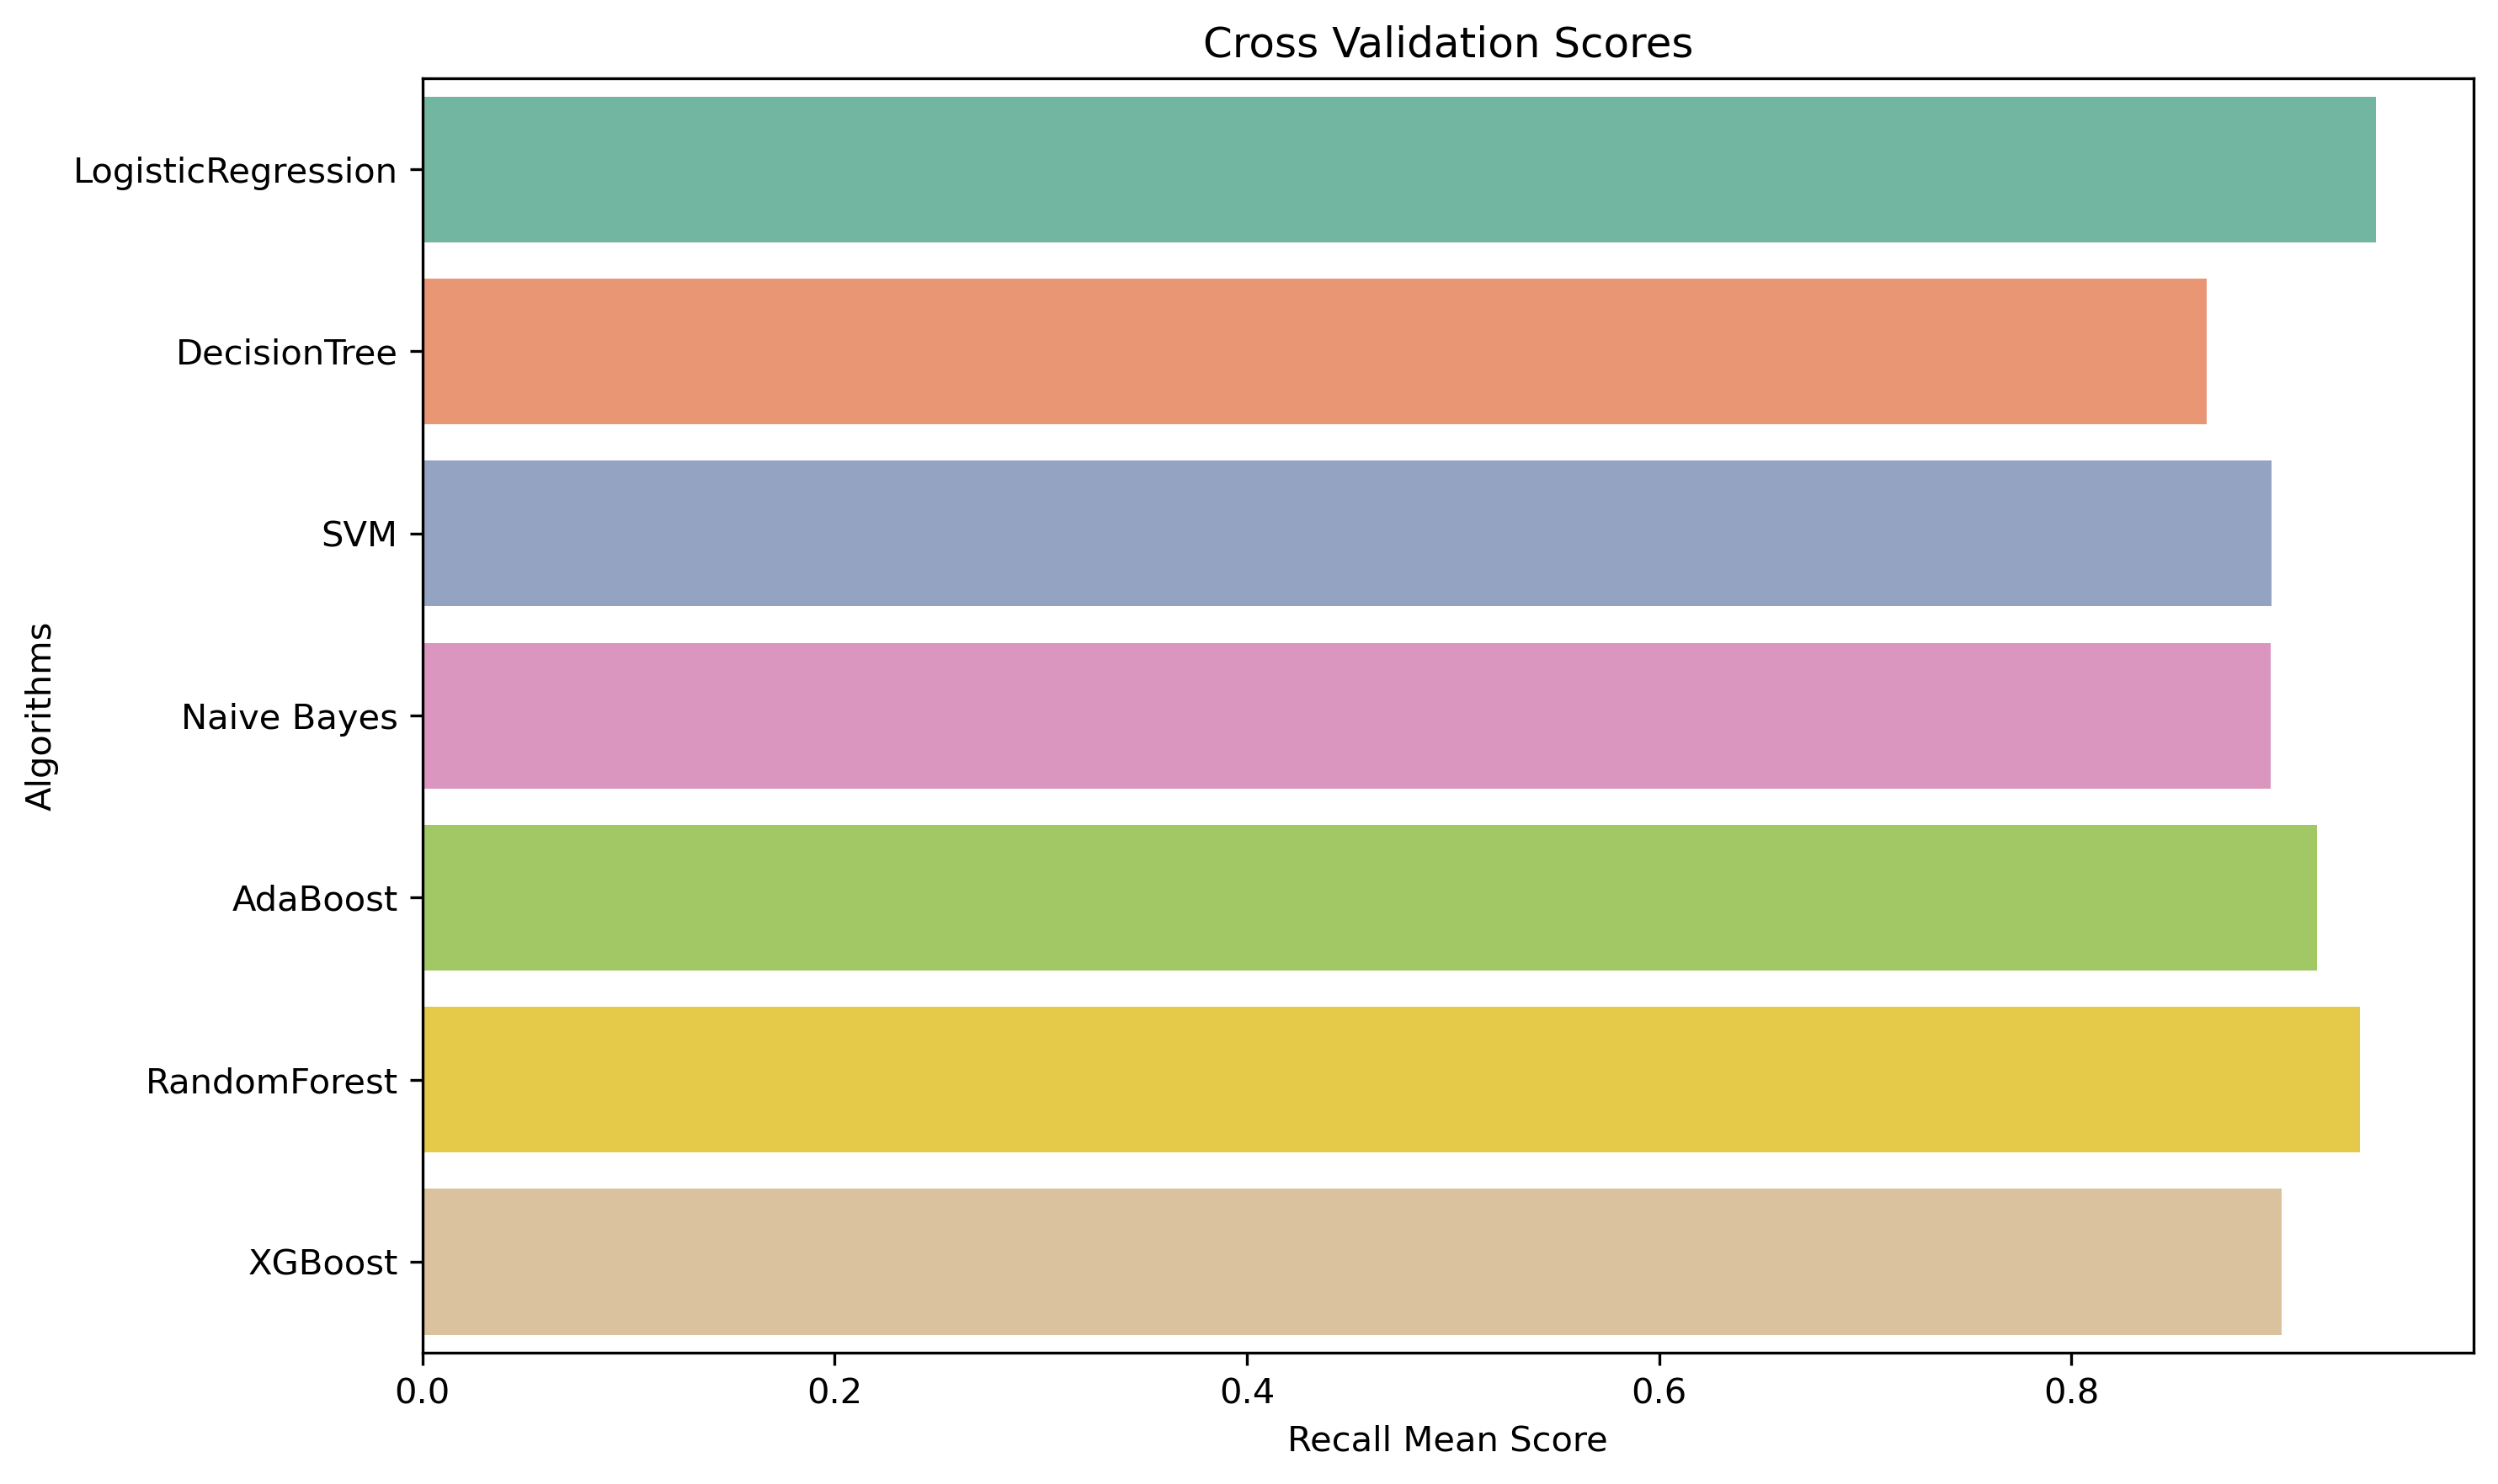 Cross Validation Scores
LogisticRegression
DecisionTree
SVM
Naive Bayes
AdaBoost
RandomForest
XGBoost
Algorithms
0.0 0.2 0.4 0.6 0.8
Recall Mean Score